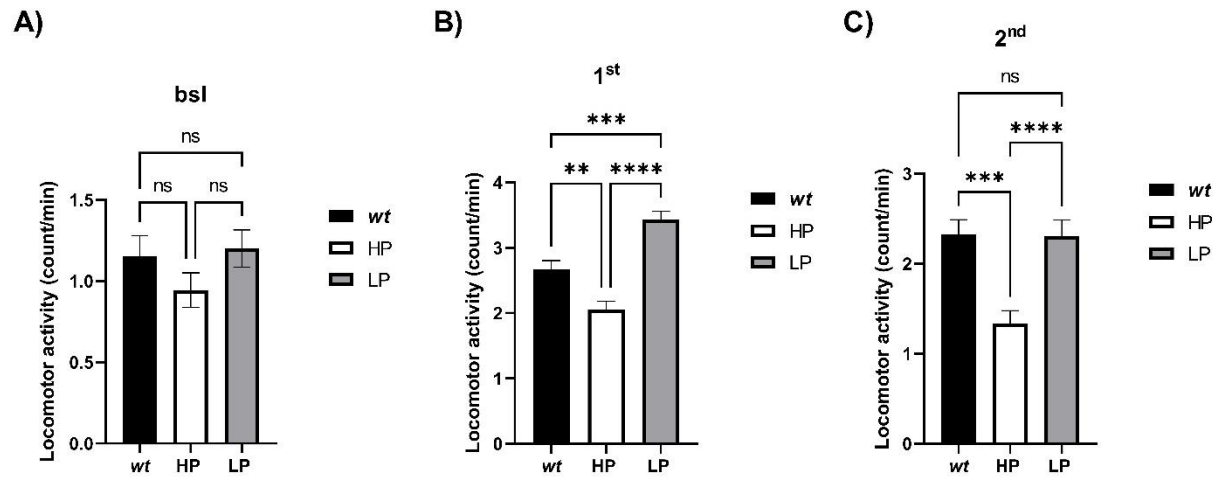 A)
bsl
ns
ns ns
Locomotor activity (count/min)
1.5
1.0
0.5
0.0
wt HP LP
wt
HP
LP
B)
1st
***
** ****
Locomotor activity (count/min)
4
3
2
1
0
wt HP LP
wt
HP
LP
C)
2nd
ns
****
***
Locomotor activity (count/min)
3
2
1
0
wt HP LP
wt
HP
LP